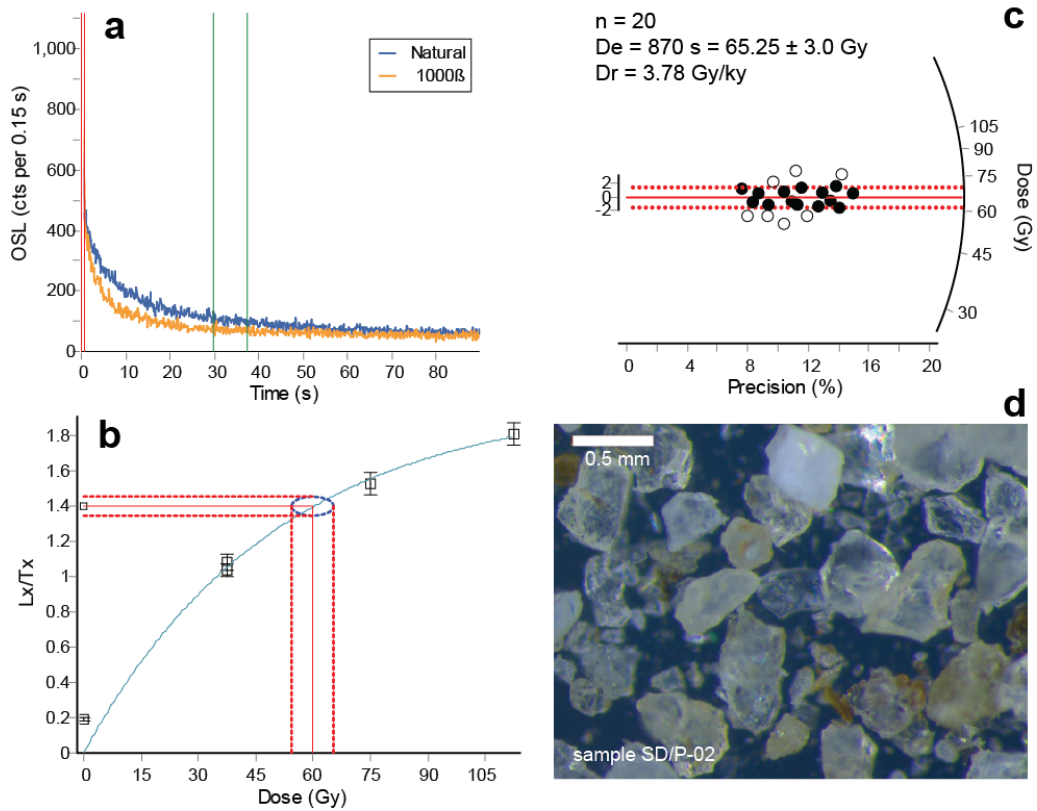 a
1,000
800
600
400
200
0
OSL (cts per 0.15 s)
Natural
1000ß
0 10 20 30 40 50 60 70 80
Time (s)
b
1.8
1.6
1.4
1.2
1
0.8
0.6
0.4
0.2
0
Lx/Tx
0 15 30 45 60 75 90 105
Dose (Gy)
c
n = 20
De = 870 s = 65.25 ± 3.0 Gy
Dr = 3.78 Gy/ky
2
0
-2
105
90
75
60
45
30
Dose (Gy)
0 4 8 12 16 20
Precision (%)
d
0.5 mm
sample SD/P-02